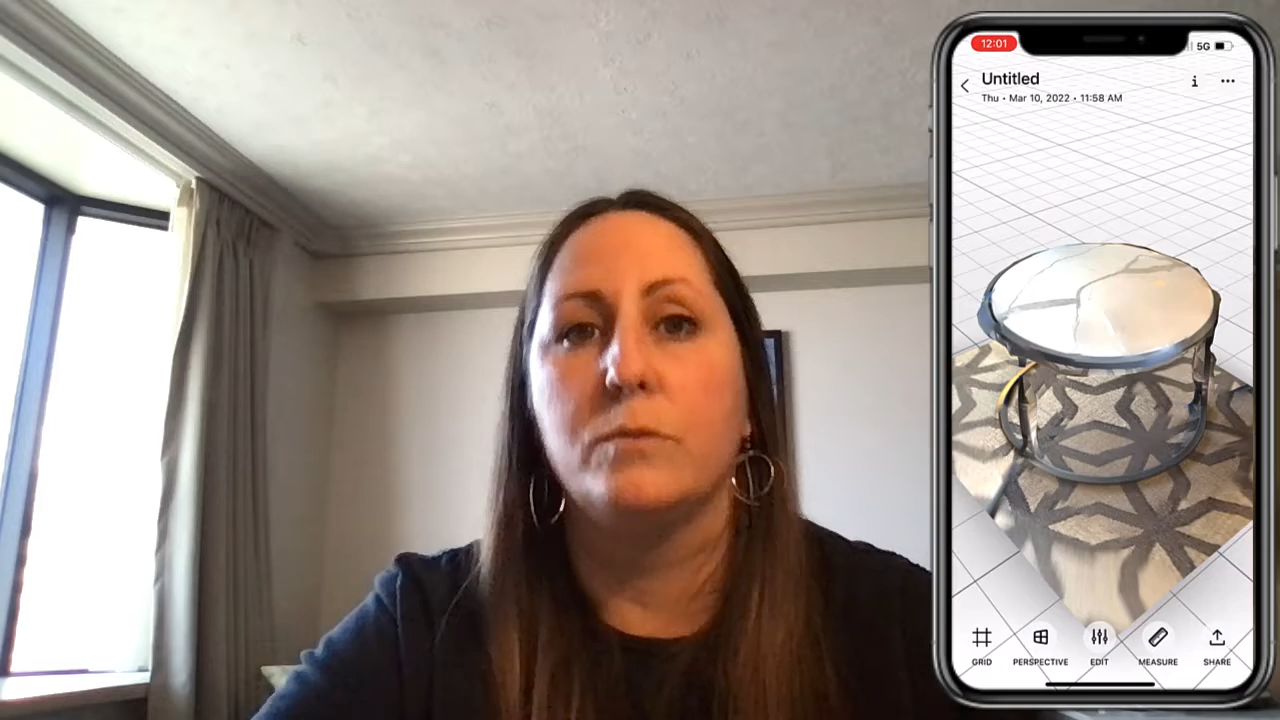 12:01
5G
Untitled
i
Thu • Mar 10, 2022 • 11:58 AM
GRID
PERSPECTIVE
EDIT
MEASURE
SHARE